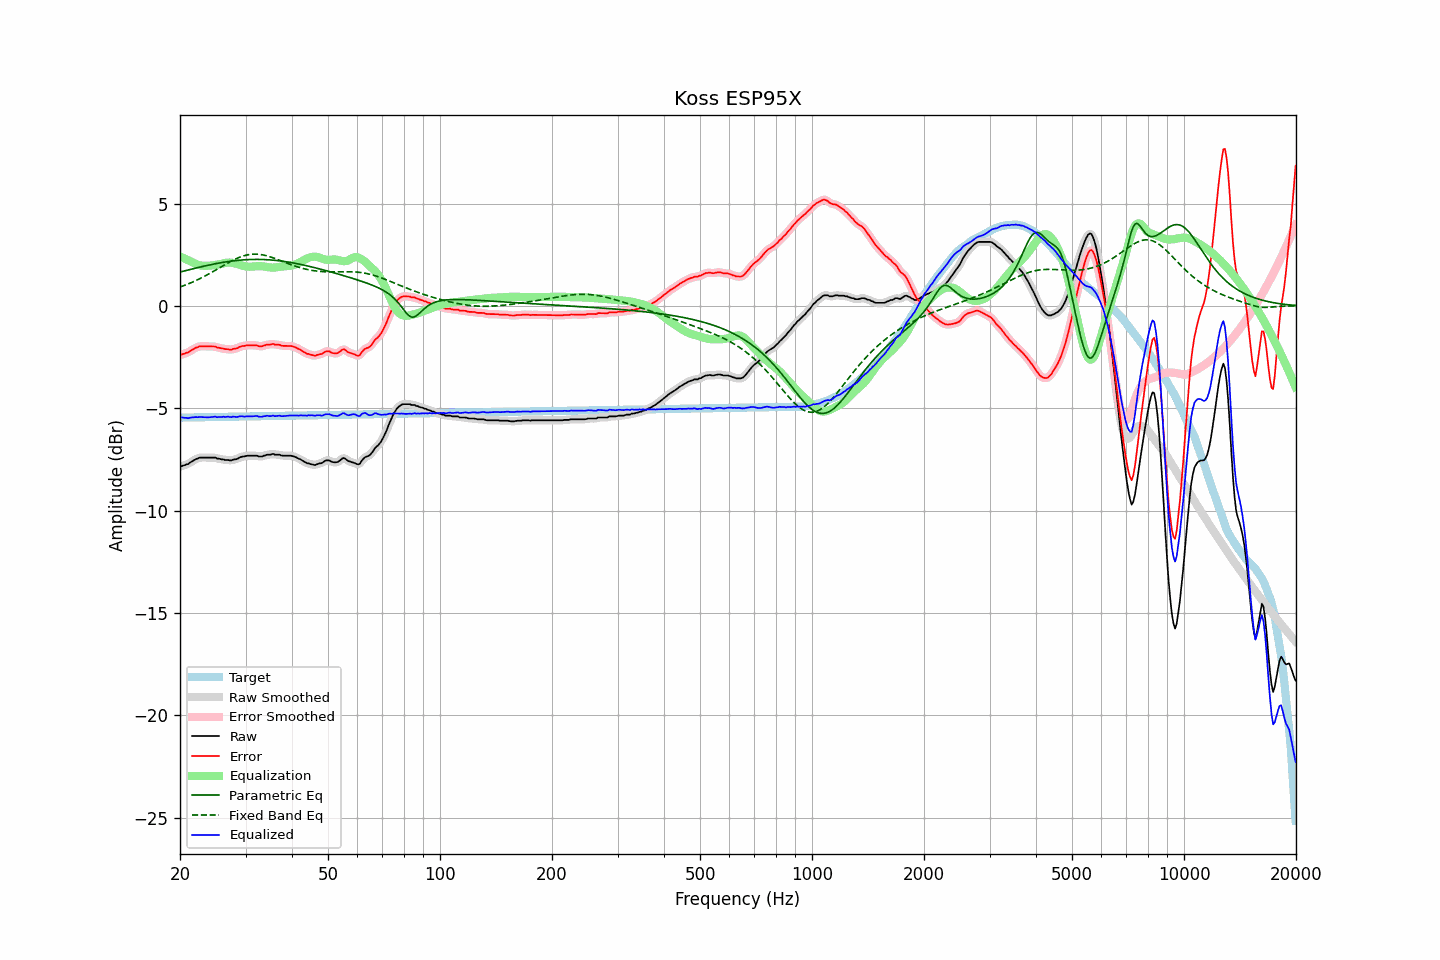 Koss ESP95X
Amplitude (dBr)
5
0
−5
−10
−15
−20
−25
Target
Raw Smoothed
Error Smoothed
Raw
Error
Equalization
Parametric Eq
Fixed Band Eq
Equalized
20
50
100
200
500
1000
2000
5000
10000
20000
Frequency (Hz)